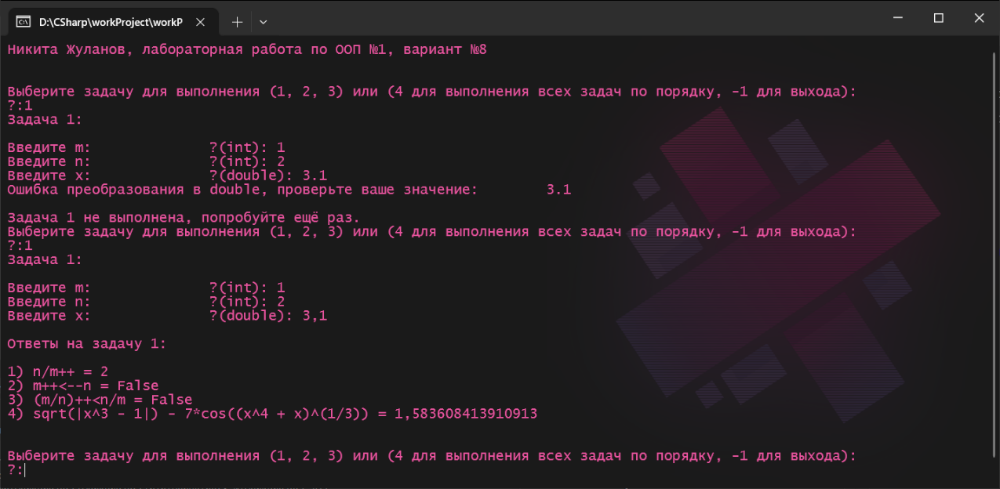 D:\CSharp\workProject\workP
Никита Жуланов, лабораторная работа по ООП №1, вариант №8
Выберите задачу для выполнения (1, 2, 3) или (4 для выполнения всех задач по порядку, -1 для выхода):
?:1
Задача 1:
Введите m: ?(int): 1
Введите n: ?(int): 2
Введите x: ?(double): 3.1
Ошибка преобразования в double, проверьте ваше значение: 3.1
Задача 1 не выполнена, попробуйте ещё раз.
Выберите задачу для выполнения (1, 2, 3) или (4 для выполнения всех задач по порядку, -1 для выхода):
?:1
Задача 1:
Введите m: ?(int): 1
Введите n: ?(int): 2
Введите x: ?(double): 3,1
Ответы на задачу 1:
1) n/m++ = 2
2) m++<--n = False
3) (m/n)++<n/m = False
4) sqrt(|x^3 - 1|) - 7*cos((x^4 + x)^(1/3)) = 1,583608413910913
Выберите задачу для выполнения (1, 2, 3) или (4 для выполнения всех задач по порядку, -1 для выхода):
?: